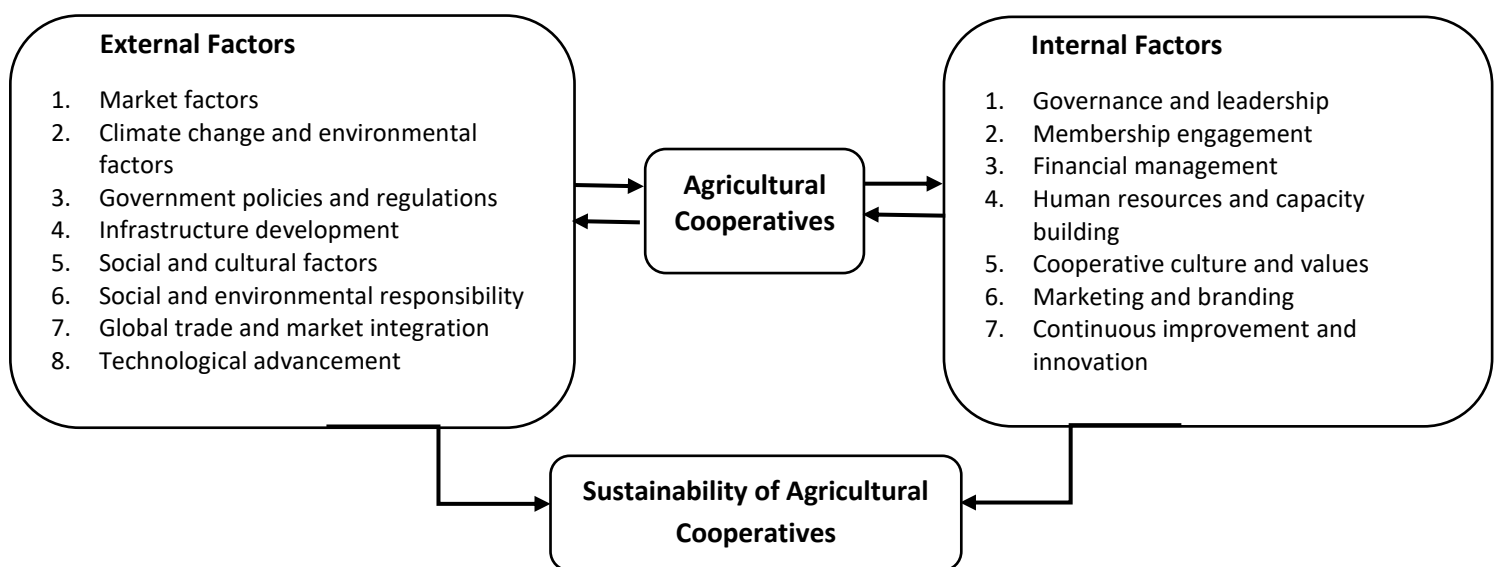 External Factors
1. Market factors
2. Climate change and environmental
factors
3. Government policies and regulations
4. Infrastructure development
5. Social and cultural factors
6. Social and environmental responsibility
7. Global trade and market integration
8. Technological advancement
Agricultural
Cooperatives
Internal Factors
1. Governance and leadership
2. Membership engagement
3. Financial management
4. Human resources and capacity
building
5. Cooperative culture and values
6. Marketing and branding
7. Continuous improvement and
innovation
Sustainability of Agricultural
Cooperatives